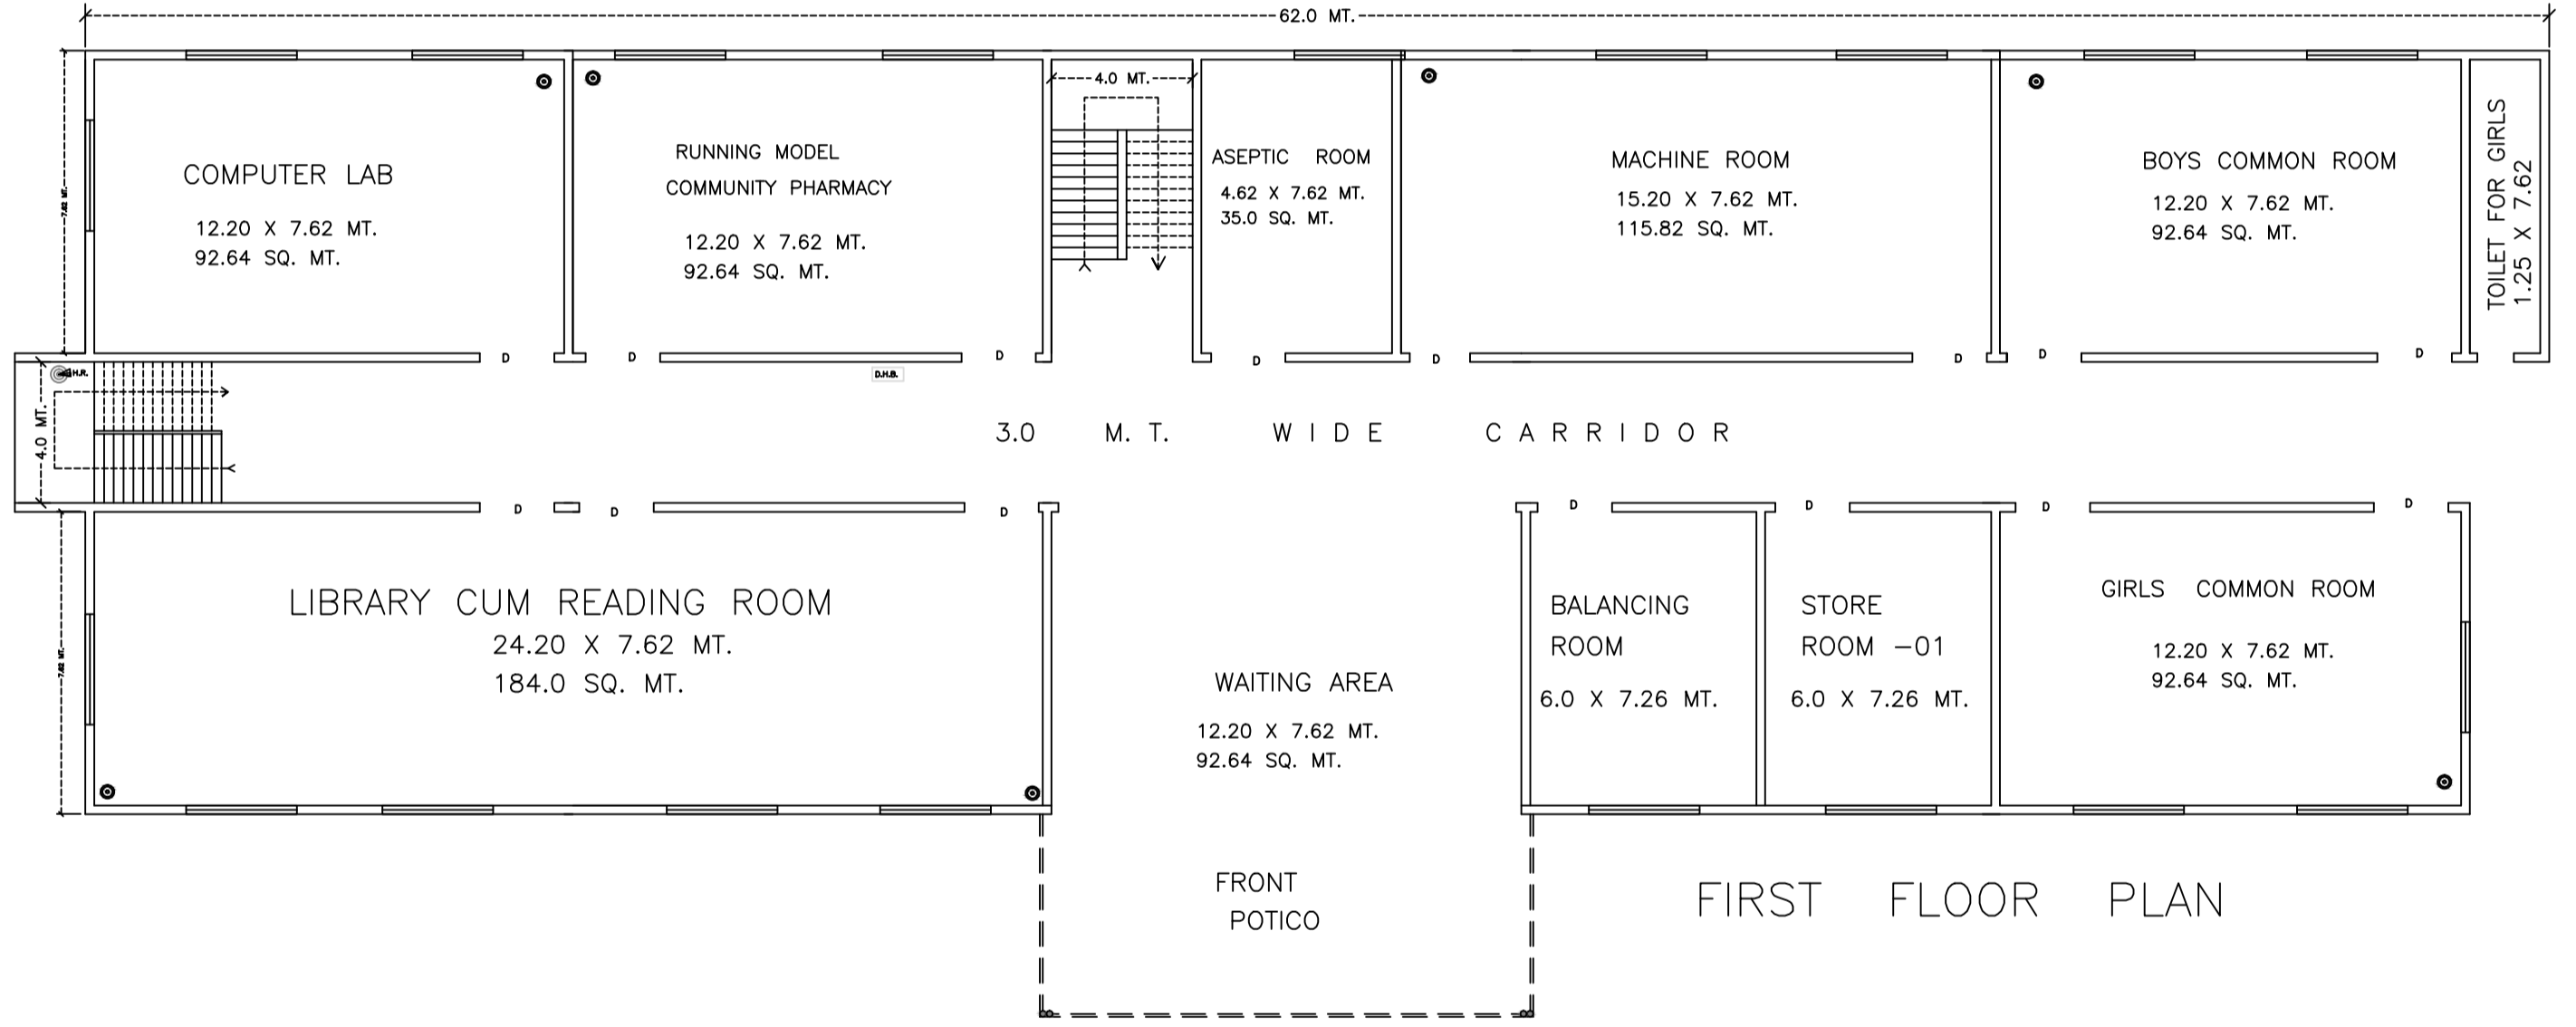 62.0 MT.
7.62 MT.
COMPUTER LAB
12.20 X 7.62 MT.
92.64 SQ. MT.
RUNNING MODEL
COMMUNITY PHARMACY
12.20 X 7.62 MT.
92.64 SQ. MT.
4.0 MT.
ASEPTIC ROOM
4.62 X 7.62 MT.
35.0 SQ. MT.
MACHINE ROOM
15.20 X 7.62 MT.
115.82 SQ. MT.
BOYS COMMON ROOM
12.20 X 7.62 MT.
92.64 SQ. MT.
TOILET FOR GIRLS
1.25 X 7.62
D
D
D
D
D
D
D
D
H.R.
D.H.B.
4.0 MT.
3.0 M. T. WIDE CARRIDOR
D
D
D
D
D
D
D
7.62 MT.
LIBRARY CUM READING ROOM
24.20 X 7.62 MT.
184.0 SQ. MT.
WAITING AREA
12.20 X 7.62 MT.
92.64 SQ. MT.
BALANCING
ROOM
6.0 X 7.26 MT.
STORE
ROOM -01
6.0 X 7.26 MT.
GIRLS COMMON ROOM
12.20 X 7.62 MT.
92.64 SQ. MT.
FRONT
POTICO
FIRST FLOOR PLAN